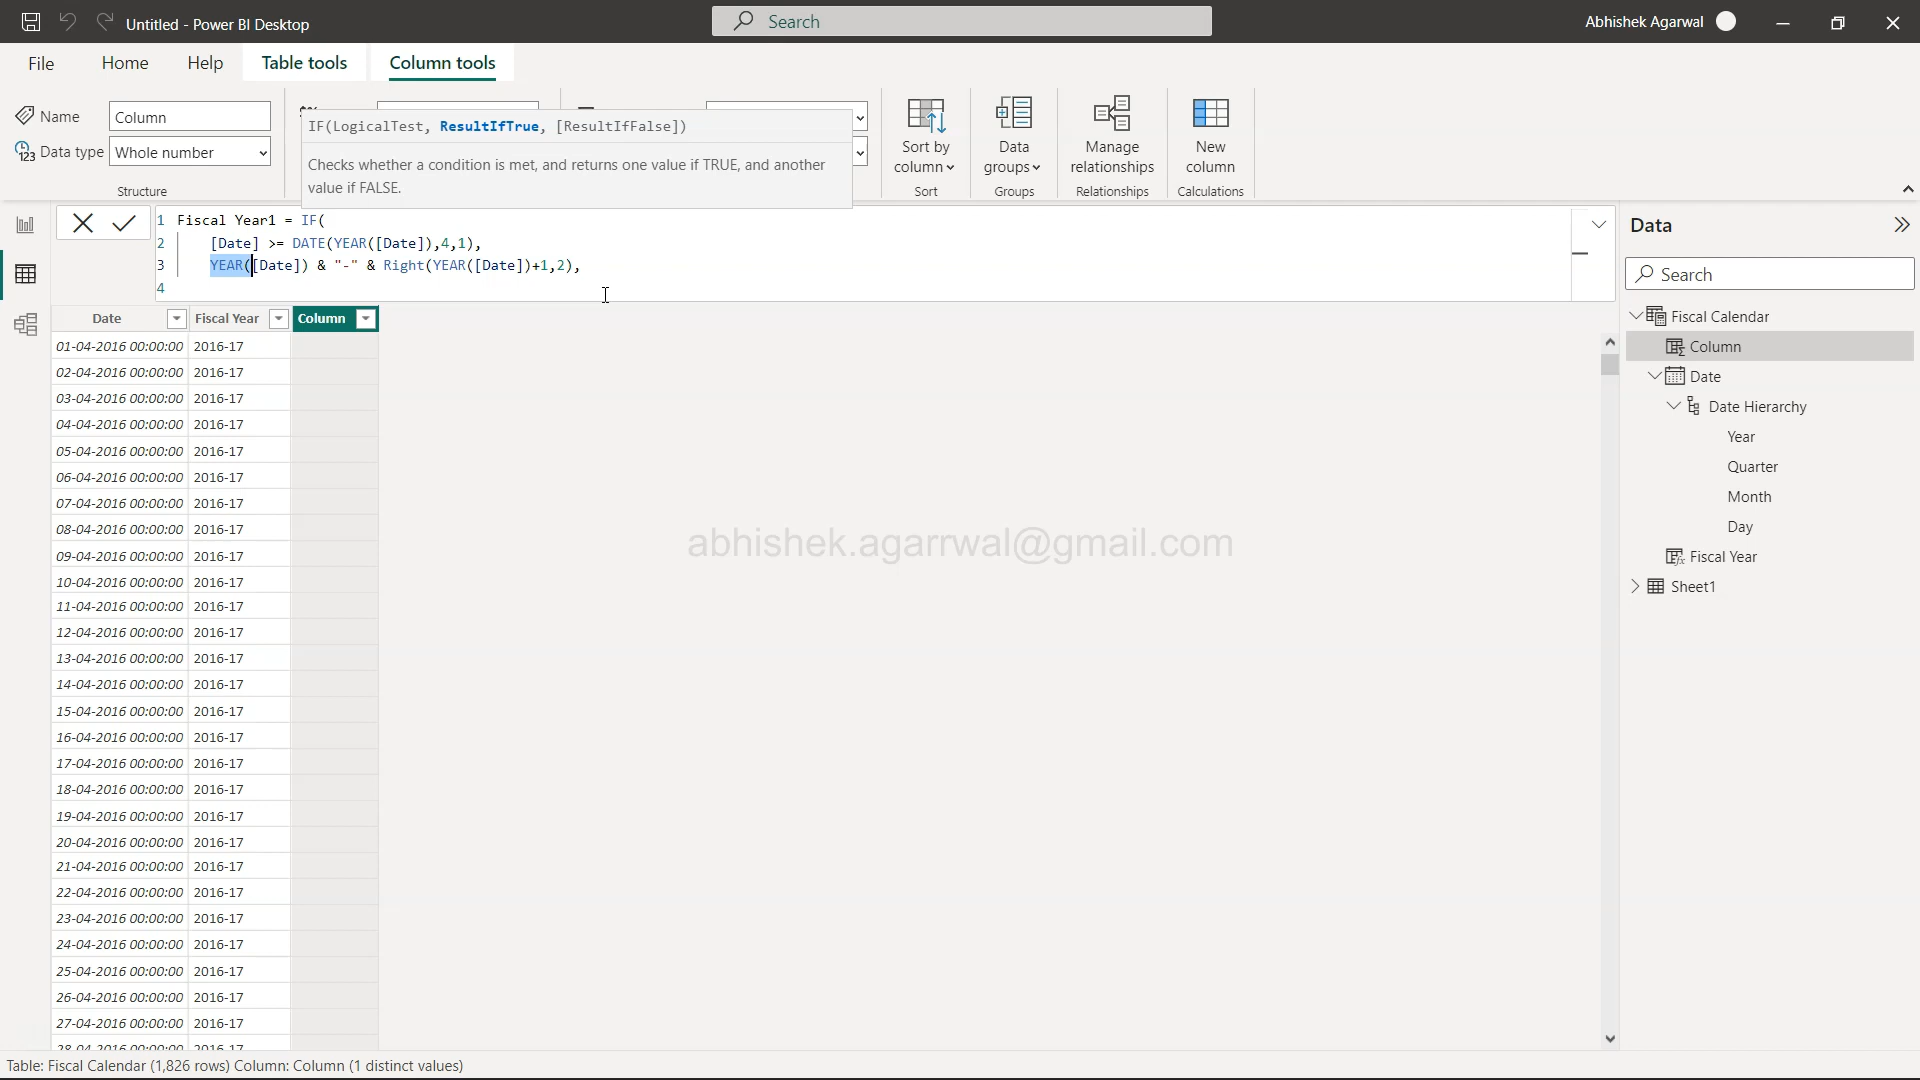 Untitled - Power BI Desktop
Search
Abhishek Agarwal
File
Home
Help
Table tools
Column tools
Name
Column
Data type
Whole number
Structure
IF(LogicalTest, ResultIfTrue, [ResultIfFalse])
Checks whether a condition is met, and returns one value if TRUE, and another
value if FALSE.
Sort by
column
Sort
Data
groups
Groups
Manage
relationships
Relationships
New
column
Calculations
1 Fiscal Year1 = IF(
2 [Date] >= DATE(YEAR([Date]),4,1),
3 YEAR([Date]) & "-" & Right(YEAR([Date])+1,2),
4
Date
Fiscal Year
Column
01-04-2016 00:00:00 2016-17
02-04-2016 00:00:00 2016-17
03-04-2016 00:00:00 2016-17
04-04-2016 00:00:00 2016-17
05-04-2016 00:00:00 2016-17
06-04-2016 00:00:00 2016-17
07-04-2016 00:00:00 2016-17
08-04-2016 00:00:00 2016-17
09-04-2016 00:00:00 2016-17
10-04-2016 00:00:00 2016-17
11-04-2016 00:00:00 2016-17
12-04-2016 00:00:00 2016-17
13-04-2016 00:00:00 2016-17
14-04-2016 00:00:00 2016-17
15-04-2016 00:00:00 2016-17
16-04-2016 00:00:00 2016-17
17-04-2016 00:00:00 2016-17
18-04-2016 00:00:00 2016-17
19-04-2016 00:00:00 2016-17
20-04-2016 00:00:00 2016-17
21-04-2016 00:00:00 2016-17
22-04-2016 00:00:00 2016-17
23-04-2016 00:00:00 2016-17
24-04-2016 00:00:00 2016-17
25-04-2016 00:00:00 2016-17
26-04-2016 00:00:00 2016-17
27-04-2016 00:00:00 2016-17
abhishek.agarrwal@gmail.com
Data
Search
Fiscal Calendar
Column
Date
Date Hierarchy
Year
Quarter
Month
Day
Fiscal Year
Sheet1
Table: Fiscal Calendar (1,826 rows) Column: Column (1 distinct values)